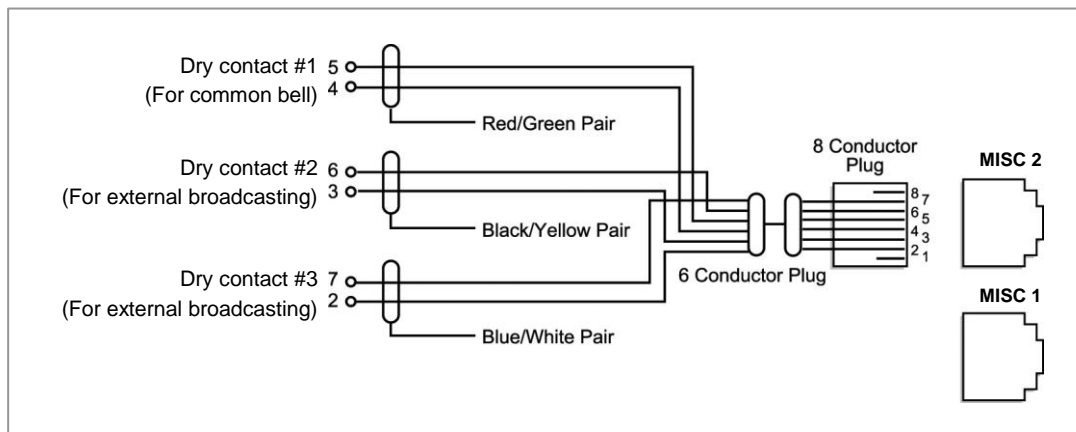 Dry contact #1 5
(For common bell) 4
Red/Green Pair
Dry contact #2 6
(For external broadcasting) 3
Black/Yellow Pair
Dry contact #3 7
(For external broadcasting) 2
Blue/White Pair
6 Conductor Plug
8 Conductor
Plug
8
7
6
5
4
3
2
1
MISC 2
MISC 1